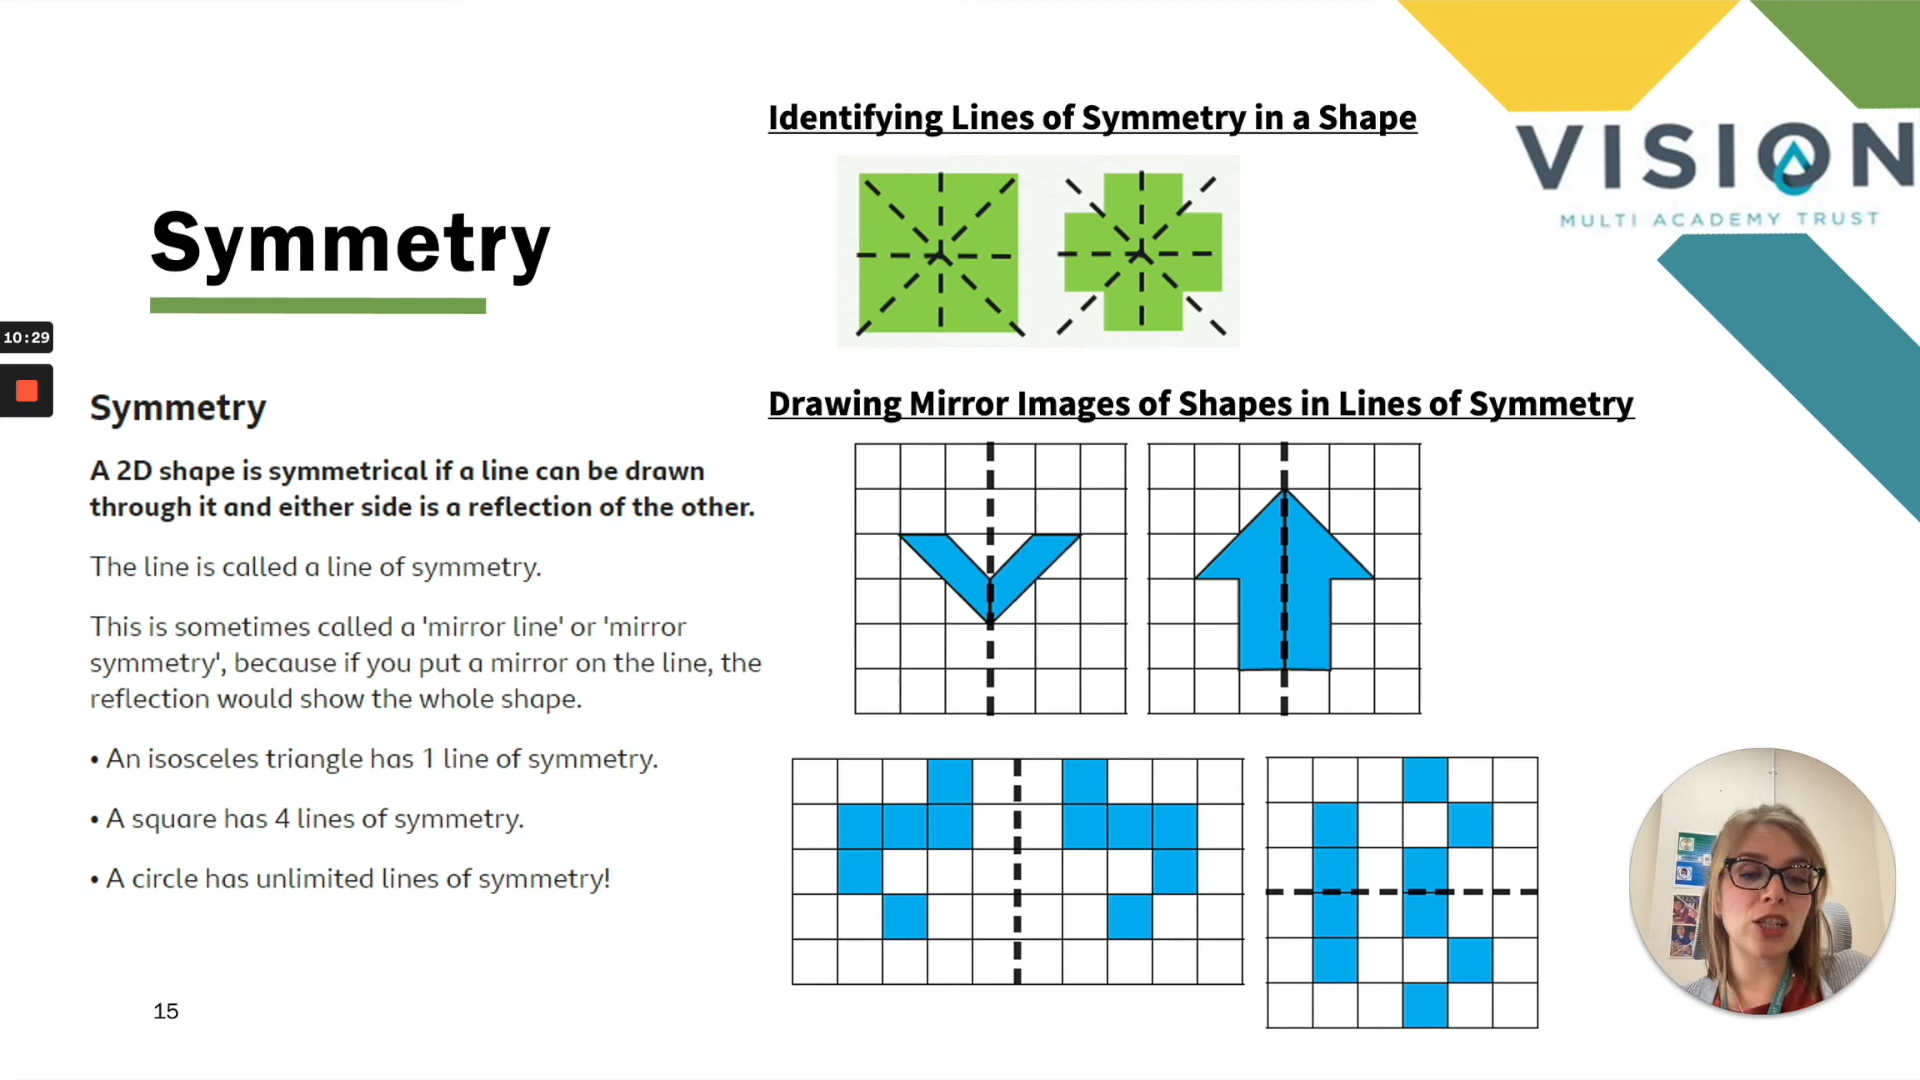 Identifying Lines of Symmetry in a Shape
VISION
MULTI ACADEMY TRUST
Symmetry
10:29
Symmetry
A 2D shape is symmetrical if a line can be drawn
through it and either side is a reflection of the other.
The line is called a line of symmetry.
This is sometimes called a 'mirror line' or 'mirror
symmetry', because if you put a mirror on the line, the
reflection would show the whole shape.
• An isosceles triangle has 1 line of symmetry.
• A square has 4 lines of symmetry.
• A circle has unlimited lines of symmetry!
Drawing Mirror Images of Shapes in Lines of Symmetry
15